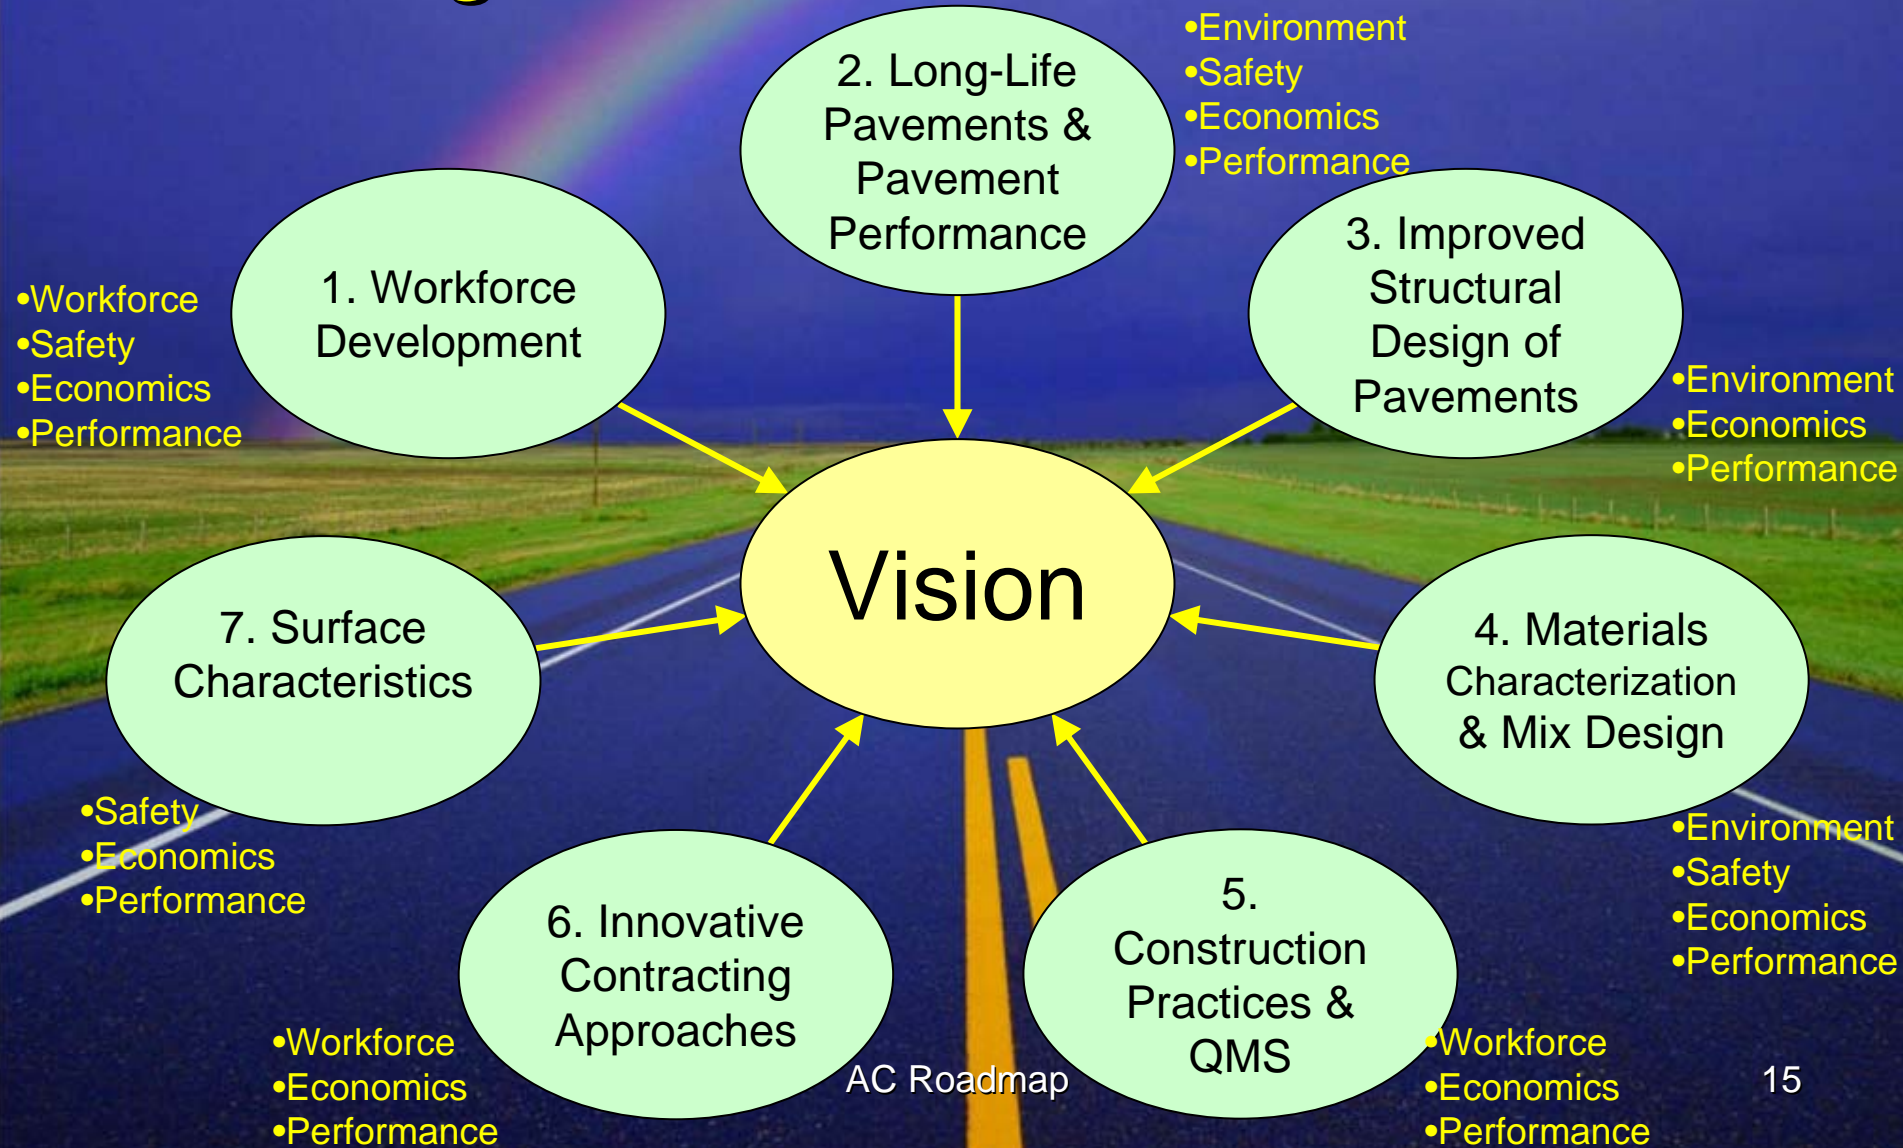 •Environment
•Safety
•Economics
•Performance
2. Long-Life
Pavements &
Pavement
Performance
3. Improved
Structural
Design of
Pavements
•Environment
•Economics
•Performance
1. Workforce
Development
•Workforce
•Safety
•Economics
•Performance
Vision
4. Materials
Characterization
& Mix Design
•Environment
•Safety
•Economics
•Performance
7. Surface
Characteristics
•Safety
•Economics
•Performance
5.
Construction
Practices &
QMS
•Workforce
•Economics
•Performance
6. Innovative
Contracting
Approaches
•Workforce
•Economics
•Performance
AC Roadmap
15